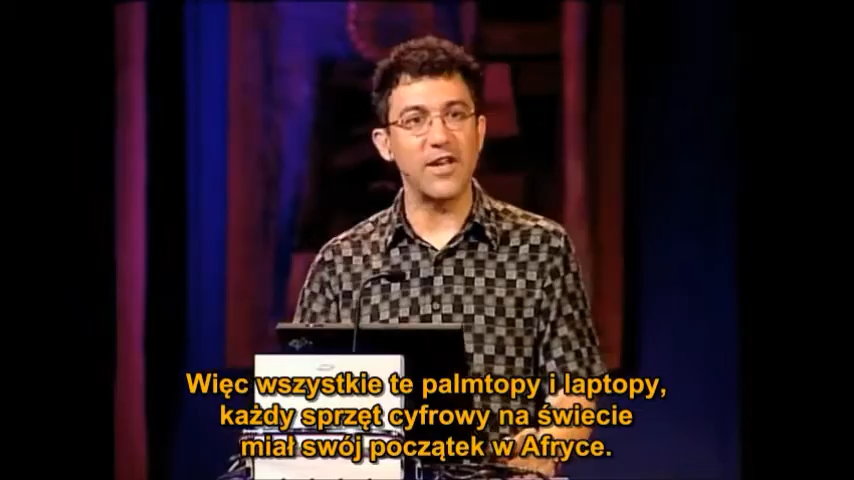 Więc wszystkie te palmtopy i laptopy,
każdy sprzęt cyfrowy na świecie
miał swój początek w Afryce.